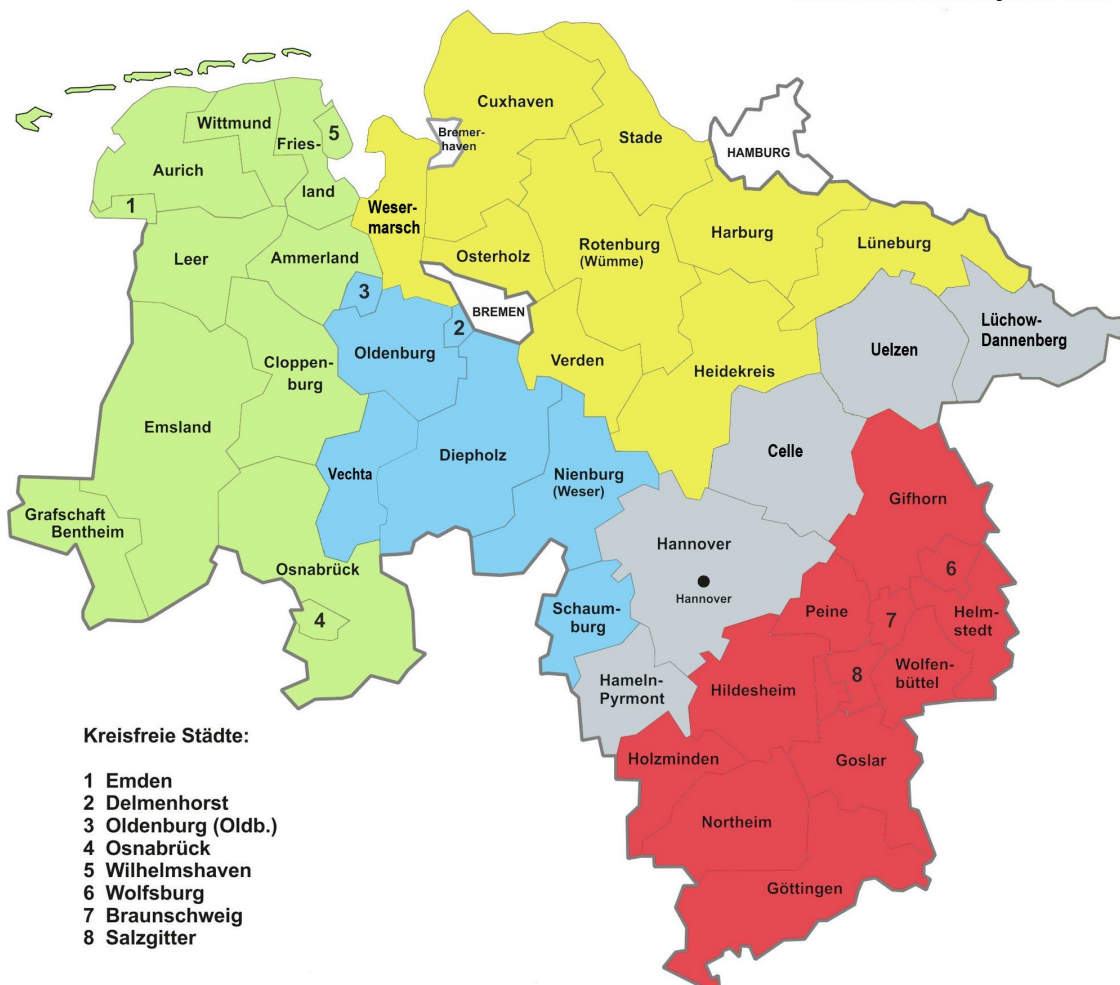 Cuxhaven
Wittmund
Stade
5
Bremer-
haven
Fries-
HAMBURG
Aurich
land
1
Weser-
marsch
Harburg
Rotenburg
(Wümme)
Lüneburg
Leer
Ammerland
Osterholz
3
BREMEN
Lüchow-
Dannenberg
2
Oldenburg
Uelzen
Verden
Cloppen-
burg
Heidekreis
Emsland
Celle
Diepholz
Vechta
Nienburg
(Weser)
Gifhorn
Grafschaft
Bentheim
Hannover
Osnabrück
6
Hannover
Schaum-
burg
Peine
Helm-
stedt
7
4
Wolfen-
büttel
8
Hameln-
Pyrmont
Hildesheim
Holzminden
Goslar
Northeim
Göttingen
Kreisfreie Städte:
1 Emden
2 Delmenhorst
3 Oldenburg (Oldb.)
4 Osnabrück
5 Wilhelmshaven
6 Wolfsburg
7 Braunschweig
8 Salzgitter